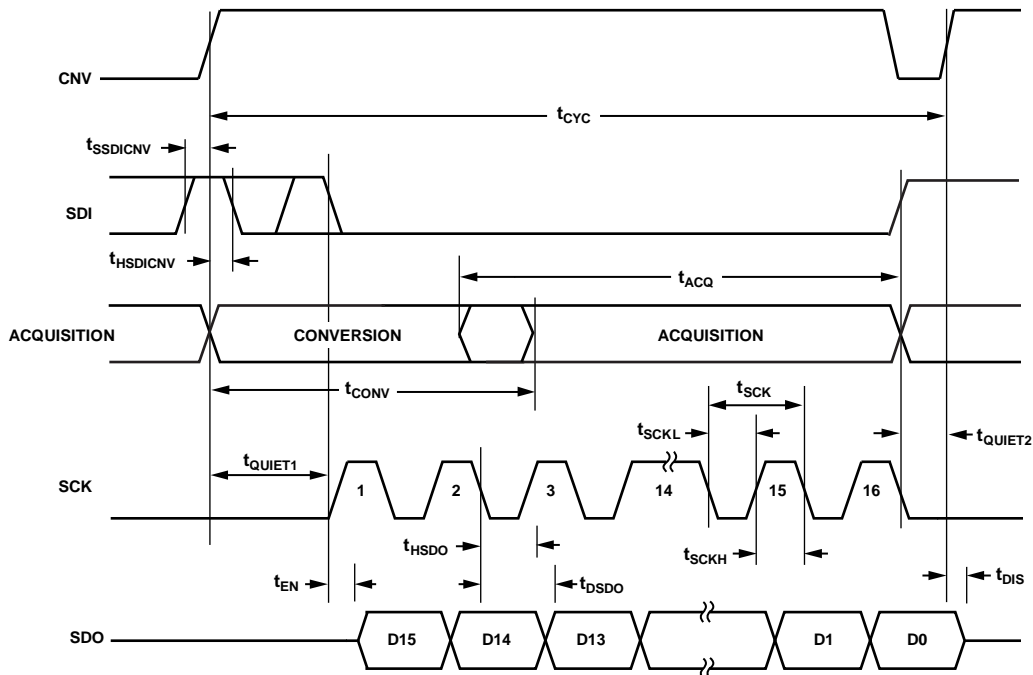 CNV
tCYC
tSSDICNV
SDI
tHSDICNV
tACQ
ACQUISITION
CONVERSION
ACQUISITION
tCONV
tSCK
tSCKL
tQUIET2
tQUIET1
SCK
1
2
3
14
15
16
tHSDO
tSCKH
tEN
tDSDO
tDIS
SDO
D15
D14
D13
D1
D0